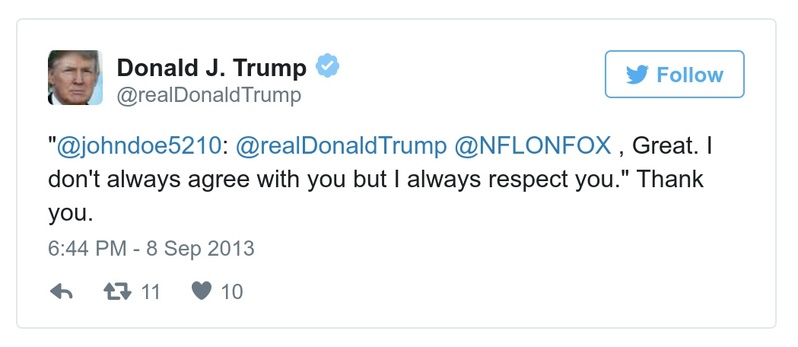 Donald J. Trump
Follow
@realDonaldTrump
"@johndoe5210: @realDonaldTrump @NFLONFOX , Great. I
don't always agree with you but I always respect you." Thank
you.
6:44 PM - 8 Sep 2013
11 10